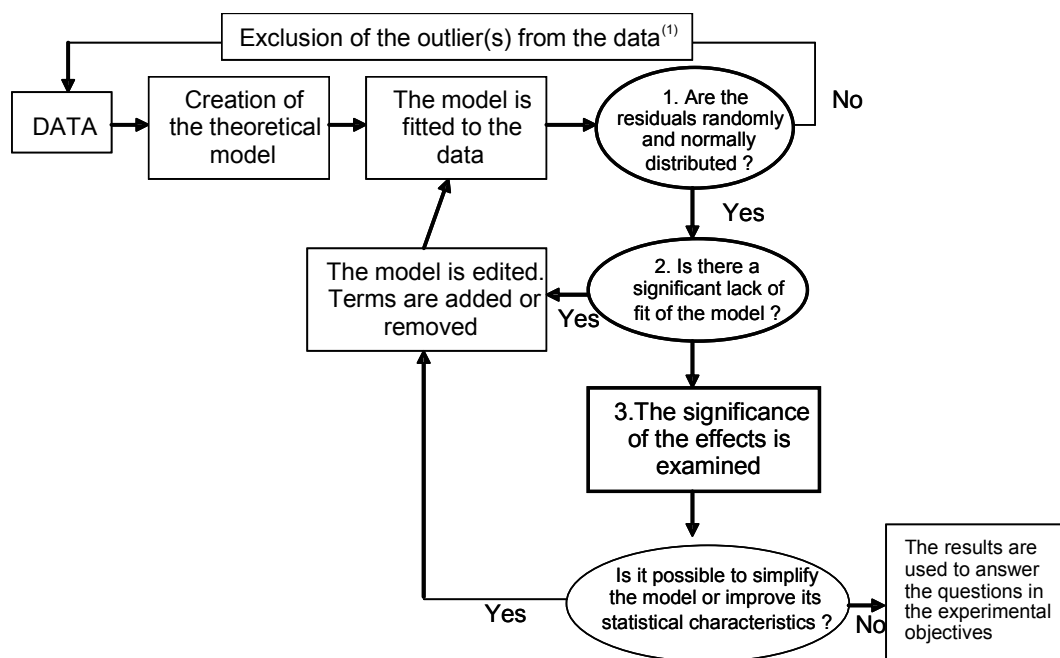 Exclusion of the outlier(s) from the data(1)
DATA
Creation of
the theoretical
model
The model is
fitted to the
data
1. Are the
residuals randomly
and normally
distributed ?
No
Yes
The model is edited.
Terms are added or
removed
2. Is there a
significant lack of
fit of the model ?
Yes
3.The significance
of the effects is
examined
Is it possible to simplify
the model or improve its
statistical characteristics ?
Yes
No
The results are
used to answer
the questions in
the experimental
objectives